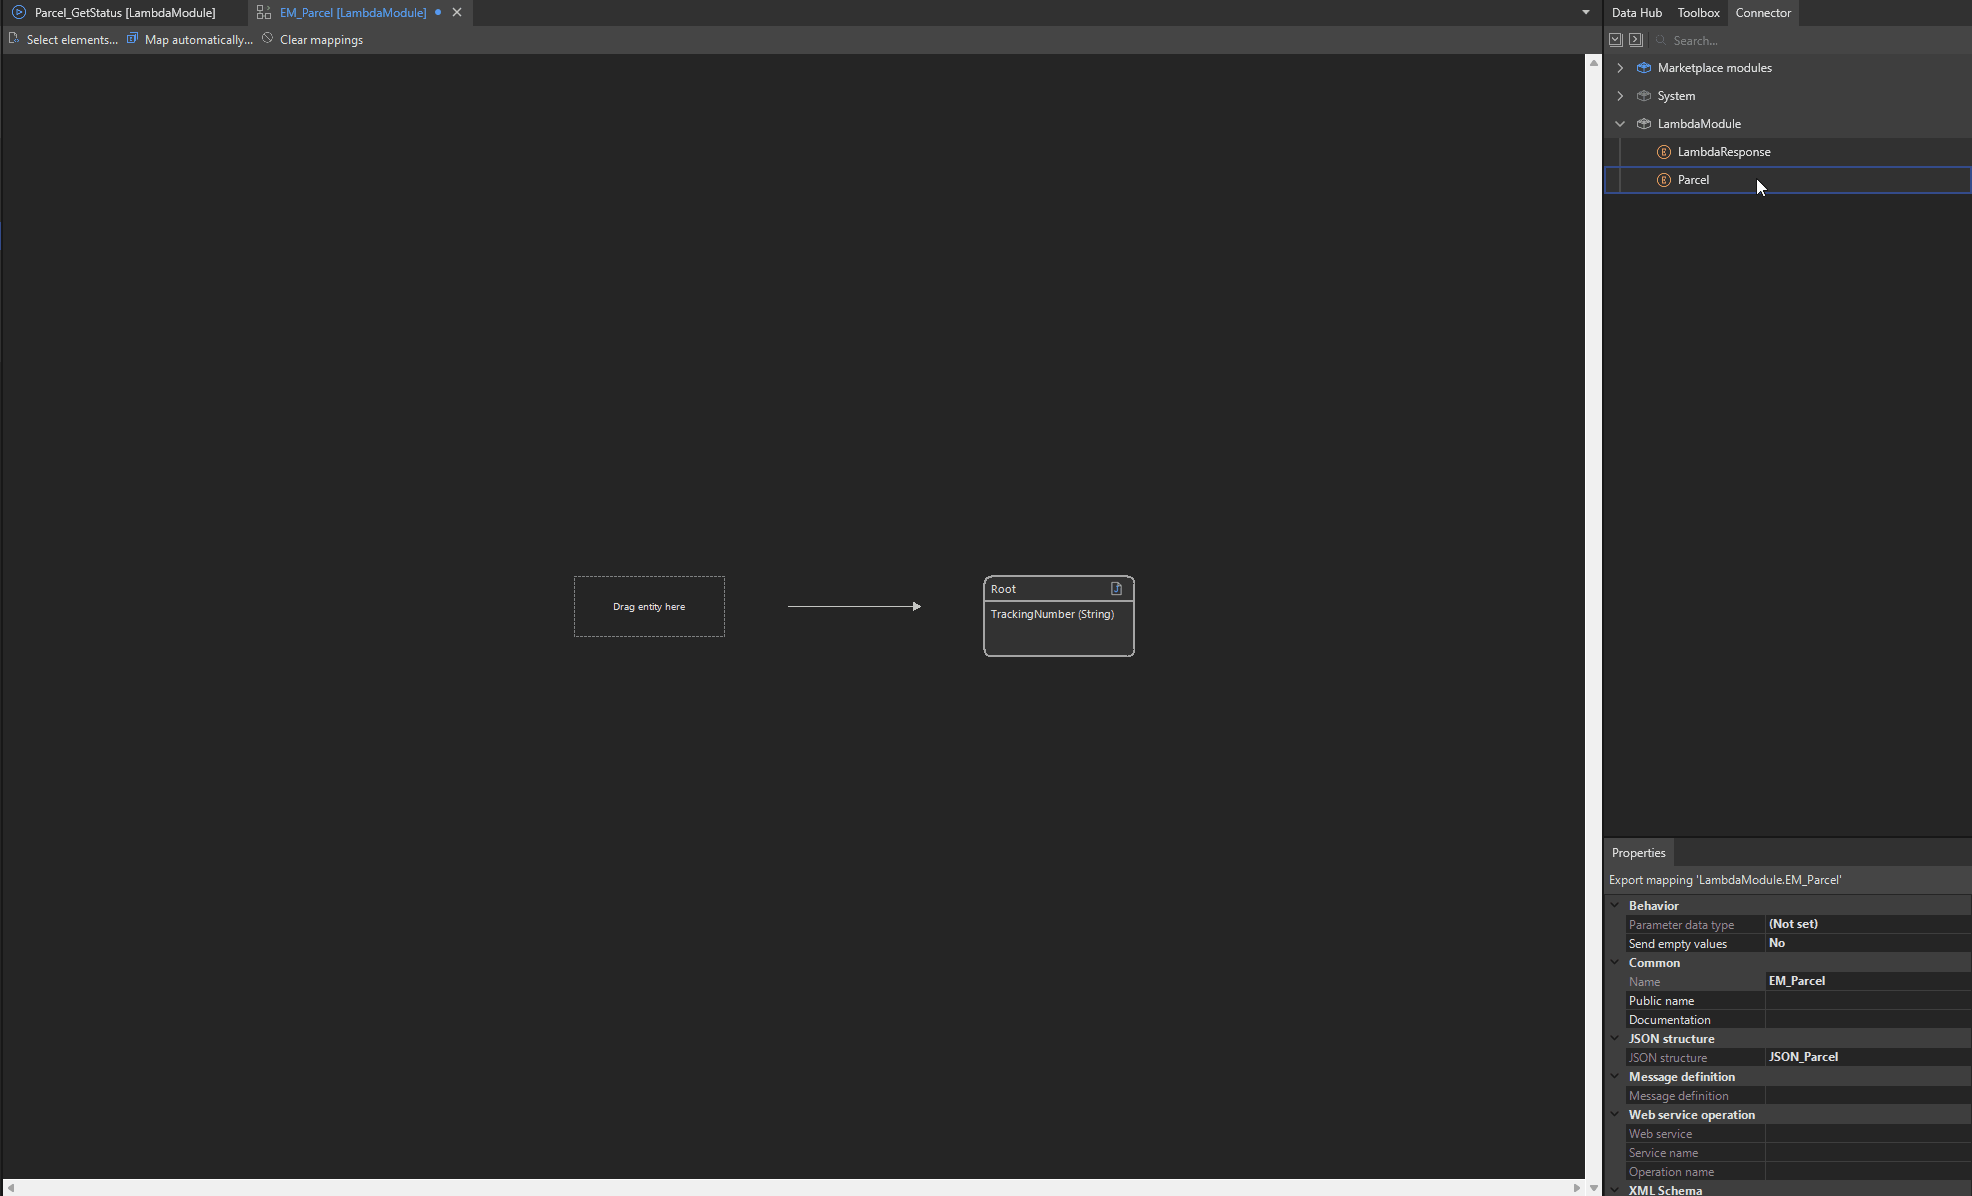 Parcel_GetStatus [LambdaModule]
EM_Parcel [LambdaModule]
Select elements...
Map automatically...
Clear mappings
Drag entity here
Root
TrackingNumber (String)
Data Hub
Toolbox
Connector
Search...
Marketplace modules
System
LambdaModule
LambdaResponse
Parcel
Properties
Export mapping 'LambdaModule.EM_Parcel'
Behavior
Parameter data type (Not set)
Send empty values No
Common
Name EM_Parcel
Public name
Documentation
JSON structure
JSON structure JSON_Parcel
Message definition
Message definition
Web service operation
Web service
Service name
Operation name
XML Schema